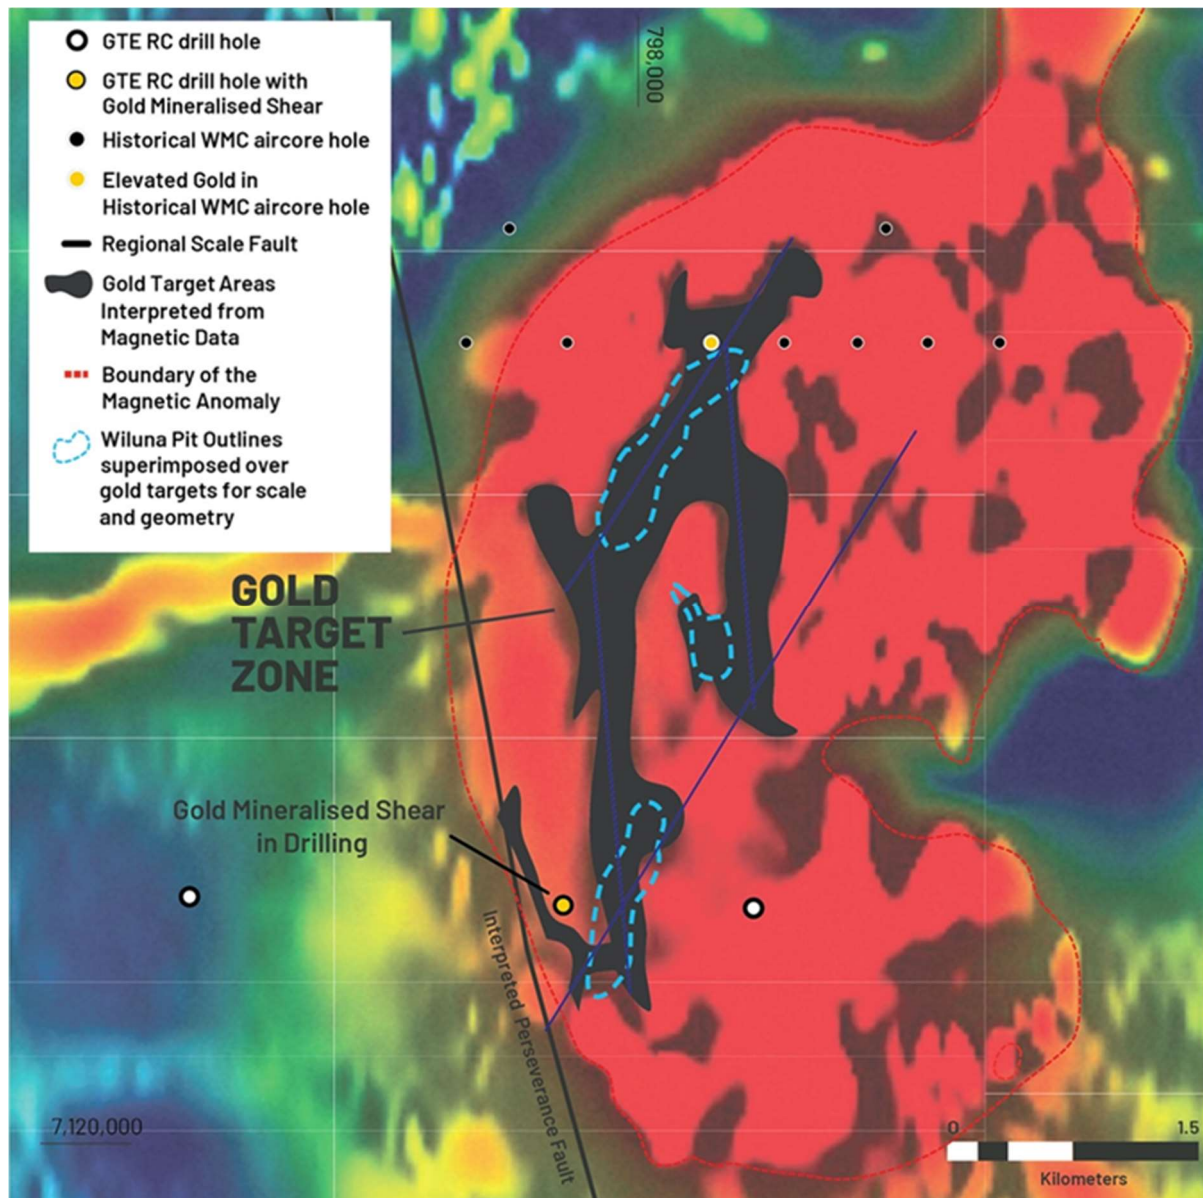 GTE RC drill hole
GTE RC drill hole with
Gold Mineralised Shear
Historical WMC aircore hole
Elevated Gold in
Historical WMC aircore hole
Regional Scale Fault
Gold Target Areas
Interpreted from
Magnetic Data
Boundary of the
Magnetic Anomaly
Wiluna Pit Outlines
superimposed over
gold targets for scale
and geometry
798,000
GOLD
TARGET
ZONE
Gold Mineralised Shear
in Drilling
Interpreted Perseverance Fault
7,120,000
0
1.5
Kilometers